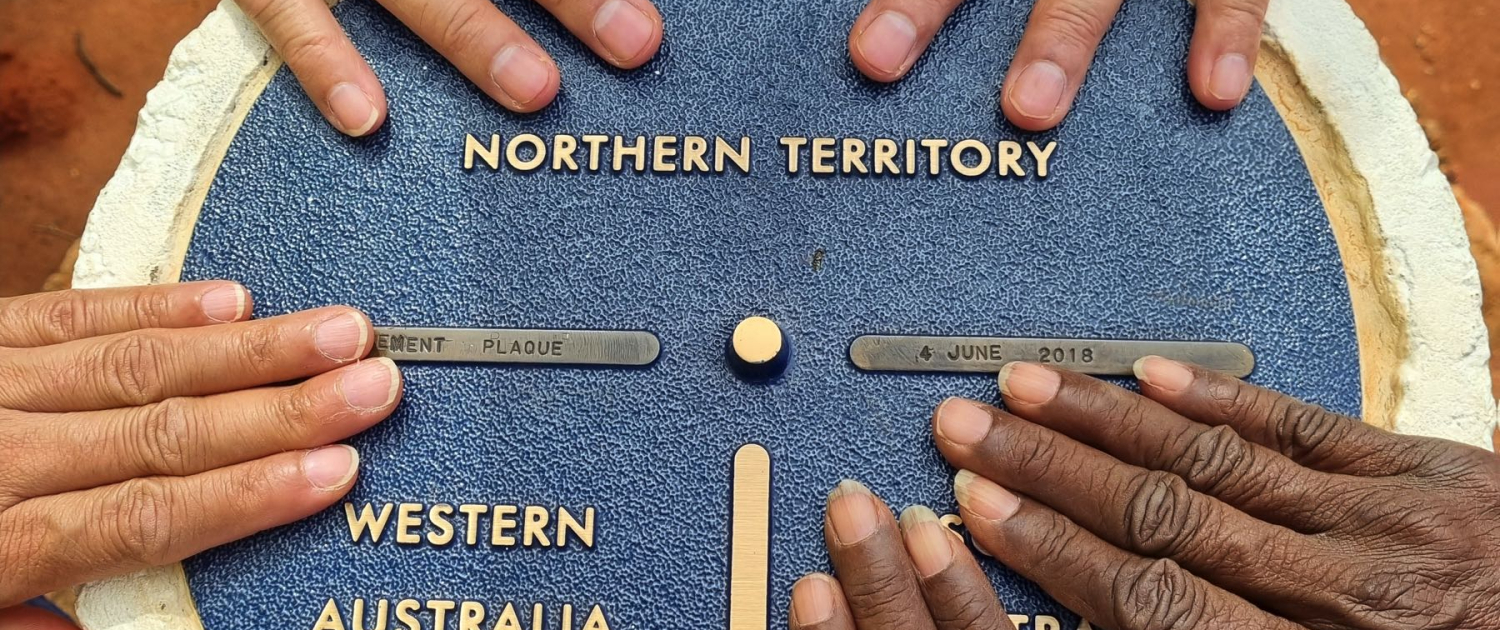 NORTHERN TERRITORY
EMENT PLAQUE
4 JUNE 2018
WESTERN
AUSTRALIA